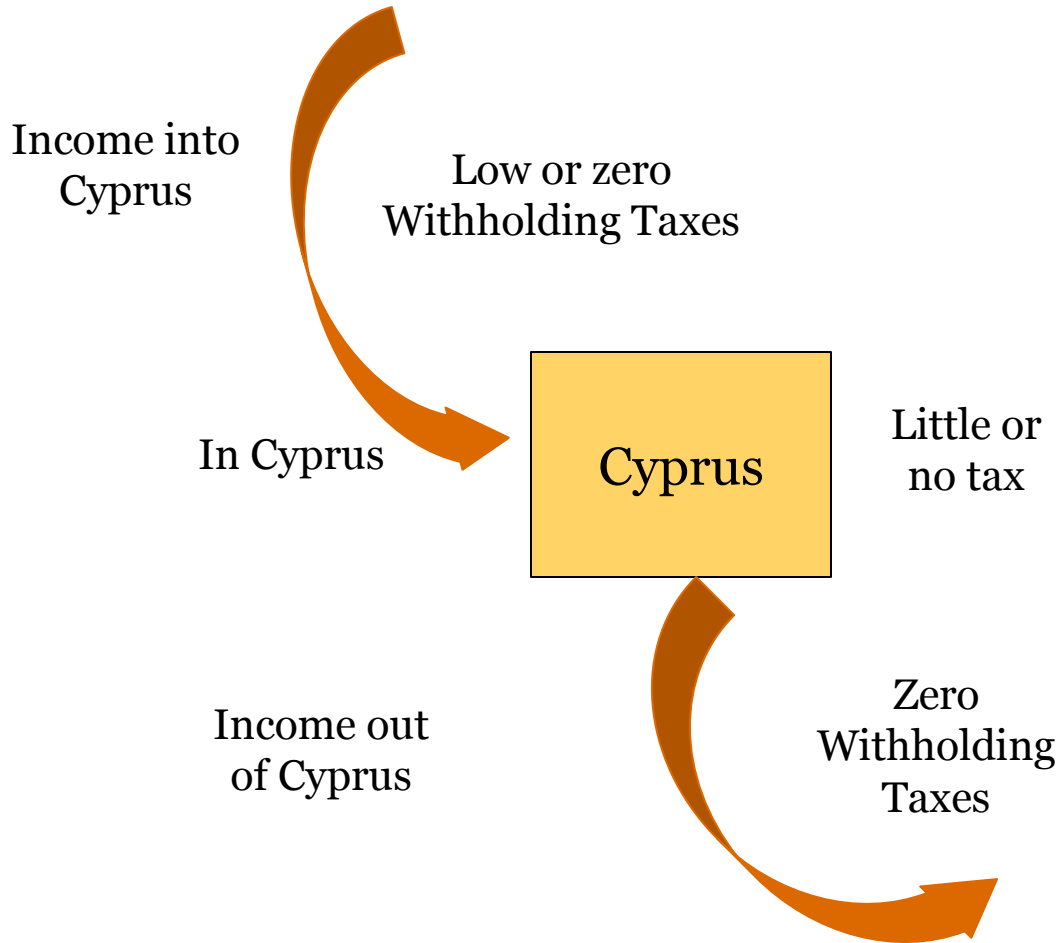 Income into
Cyprus
Low or zero
Withholding Taxes
In Cyprus
Cyprus
Little or
no tax
Income out
of Cyprus
Zero
Withholding
Taxes